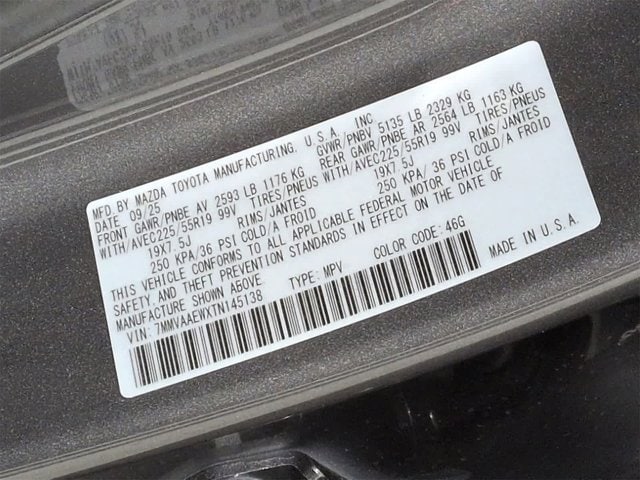 MFD BY MAZDA TOYOTA MANUFACTURING, U.S.A. INC
DATE 09/25 GVWR/PNBV 5135 LB 2329 KG
FRONT GAWR/PNBE AV 2593 LB 1176 KG REAR GAWR/PNBE AR 2564 LB 1163 KG
WITH/AVEC225/55R19 99V TIRES/PNEUS WITH/AVEC225/55R19 99V TIRES/PNEUS
19X7.5J RIMS/JANTES 19X7.5J RIMS/JANTES
250 KPA/36 PSI COLD/A FROID 250 KPA/ 36 PSI COLD/A FROID
THIS VEHICLE CONFORMS TO ALL APPLICABLE FEDERAL MOTOR VEHICLE
SAFETY, AND THEFT PREVENTION STANDARDS IN EFFECT ON THE DATE OF
MANUFACTURE SHOWN ABOVE.
VIN: 7MMVAAEWXTN145138 TYPE: MPV COLOR CODE: 46G
MADE IN U.S.A.